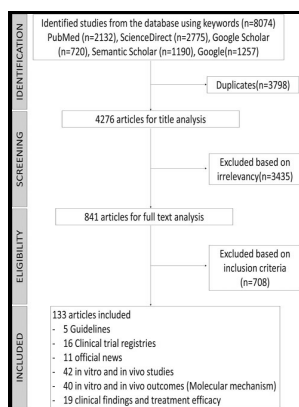 IDENTIFICATION
Identified studies from the database using keywords (n=8074)
PubMed (n=2132), ScienceDirect (n=2775), Google Scholar
(n=720), Semantic Scholar (n=1190), Google(n=1257)
Duplicates(n=3798)
SCREENING
4276 articles for title analysis
Excluded based on
irrelevancy(n=3435)
ELIGIBILITY
841 articles for full text analysis
Excluded based on
inclusion criteria
(n=708)
INCLUDED
133 articles included
- 5 Guidelines
- 16 Clinical trial registries
- 11 official news
- 42 in vitro and in vivo studies
- 40 in vitro and in vivo outcomes (Molecular mechanism)
- 19 clinical findings and treatment efficacy